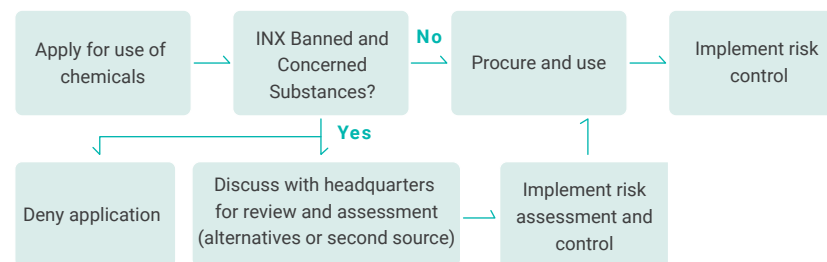 Apply for use of
chemicals
INX Banned and
Concerned
Substances?
No
Procure and use
Implement risk
control
Yes
Deny application
Discuss with headquarters
for review and assessment
(alternatives or second source)
Implement risk
assessment and
control